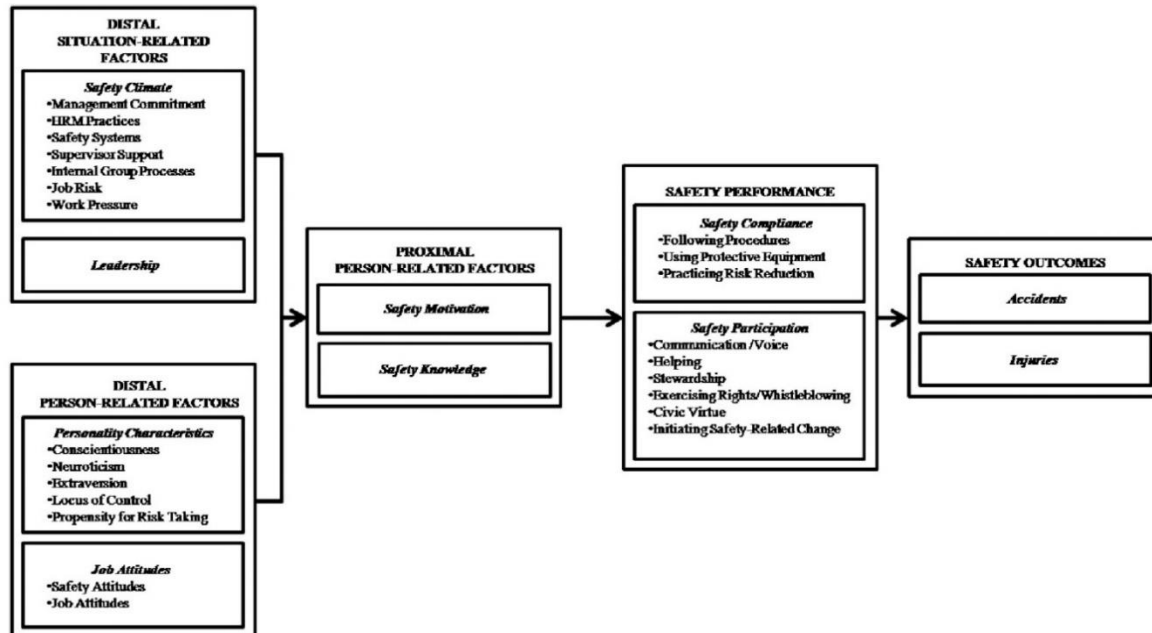 DISTAL
SITUATION-RELATED
FACTORS
Safety Climate
•Management Commitment
•HRM Practices
•Safety Systems
•Supervisor Support
•Internal Group Processes
•Job Risk
•Work Pressure
Leadership
DISTAL
PERSON-RELATED FACTORS
Personality Characteristics
•Conscientiousness
•Neuroticism
•Extraversion
•Locus of Control
•Propensity for Risk Taking
Job Attitudes
•Safety Attitudes
•Job Attitudes
PROXIMAL
PERSON-RELATED FACTORS
Safety Motivation
Safety Knowledge
SAFETY PERFORMANCE
Safety Compliance
•Following Procedures
•Using Protective Equipment
•Practicing Risk Reduction
Safety Participation
•Communication /Voice
•Helping
•Stewardship
•Exercising Rights/Whistleblowing
•Civic Virtue
•Initiating Safety-Related Change
SAFETY OUTCOMES
Accidents
Injuries